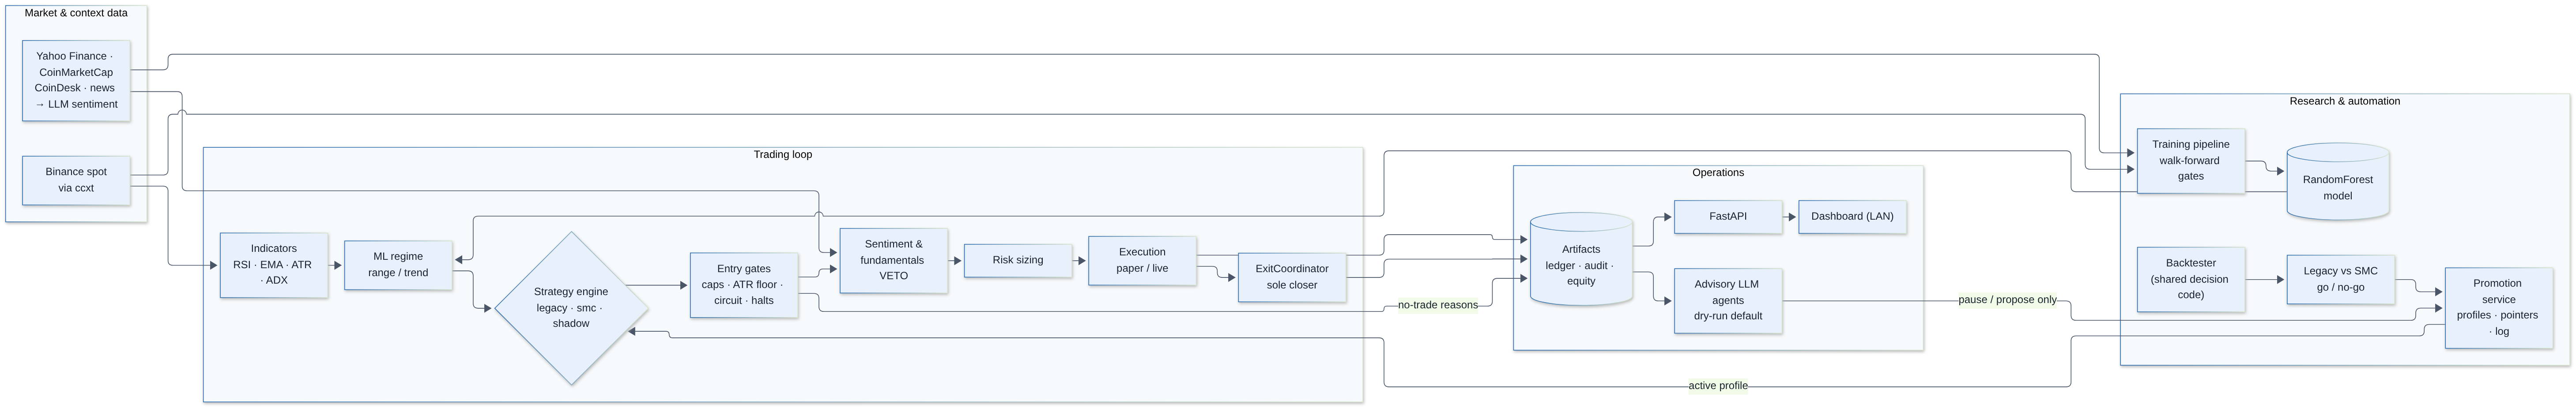 Market & context data
Yahoo Finance ·
CoinMarketCap
CoinDesk · news
→ LLM sentiment
Binance spot
via ccxt
Trading loop
Indicators
RSI · EMA · ATR
· ADX
ML regime
range / trend
Strategy engine
legacy · smc ·
shadow
Entry gates
caps · ATR floor ·
circuit · halts
Sentiment &
fundamentals
VETO
Risk sizing
Execution
paper / live
ExitCoordinator
sole closer
no-trade reasons
Operations
Artifacts
ledger · audit ·
equity
FastAPI
Dashboard (LAN)
Advisory LLM
agents
dry-run default
pause / propose only
active profile
Research & automation
Training pipeline
walk-forward
gates
RandomForest
model
Backtester
(shared decision
code)
Legacy vs SMC
go / no-go
Promotion
service
profiles · pointers
· log